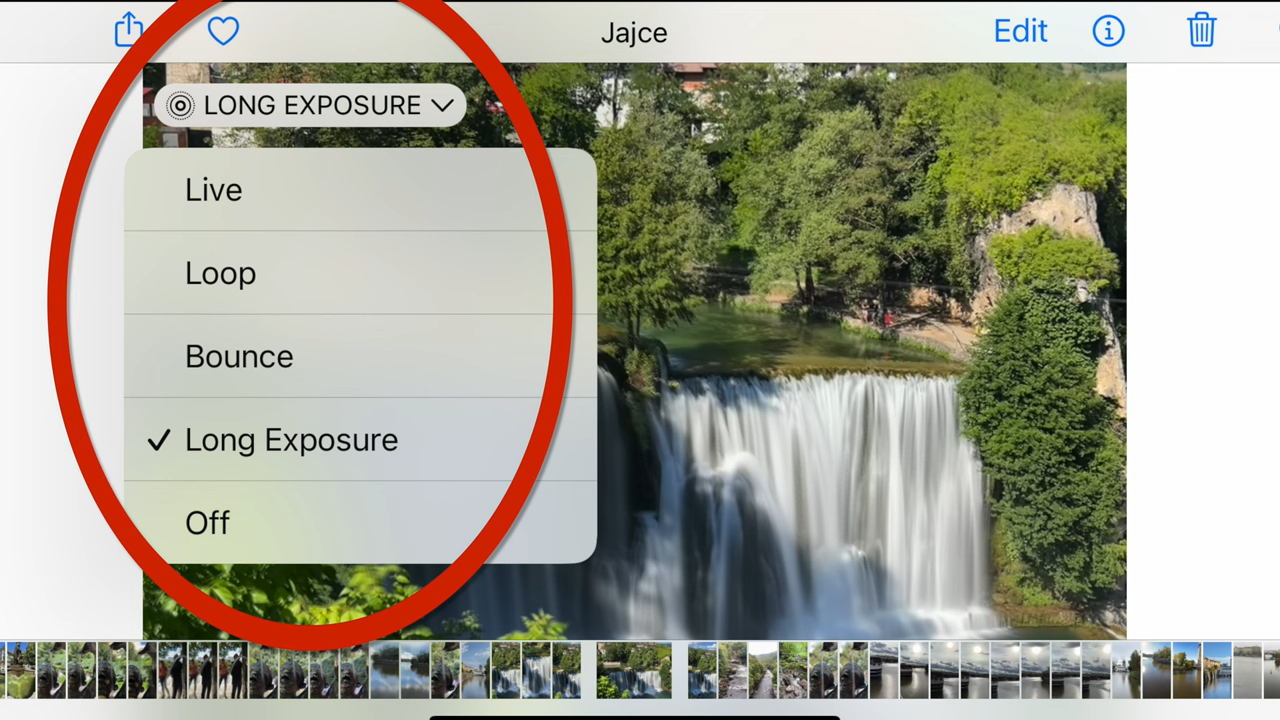 Jajce
Edit
LONG EXPOSURE
Live
Loop
Bounce
Long Exposure
Off